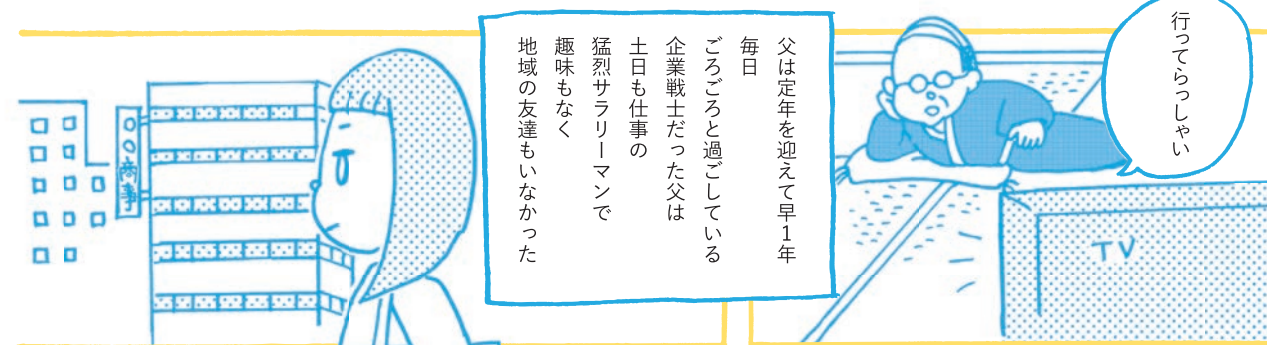 行ってらっしゃい
TV
父は定年を迎えて早1年
毎日
ごろごろと過ごしている
企業戦士だった父は
土日も仕事の
猛烈サラリーマンで
趣味もなく
地域の友達もいなかった
○○商事